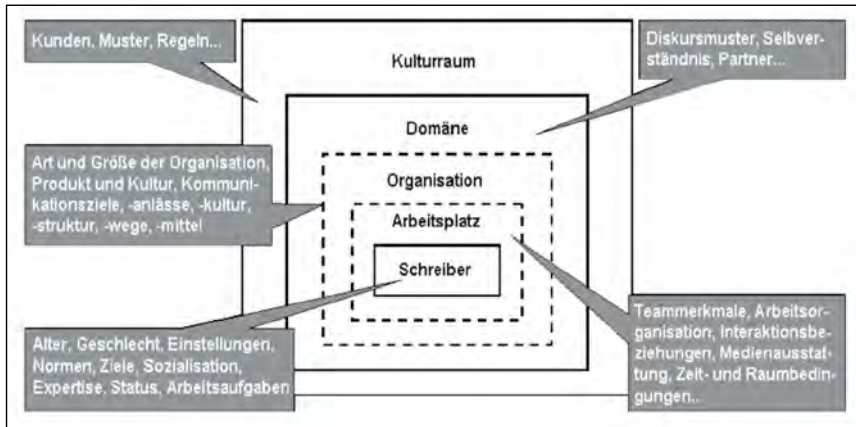 Kunden, Muster, Regeln...
Diskursmuster, Selbver-
ständnis, Partner...
Kulturraum
Domäne
Art und Größe der Organisation,
Produkt und Kultur, Kommuni-
kationsziele, -anlässe, -kultur,
-struktur, -wege, -mittel
Organisation
Arbeitsplatz
Schreiber
Alter, Geschlecht, Einstellungen,
Normen, Ziele, Sozialisation,
Expertise, Status, Arbeitsaufgaben
Teammerkmale, Arbeitsor-
ganisation, Interaktionsbe-
ziehungen, Medienausstat-
tung, Zeit- und Raumbedin-
gungen..